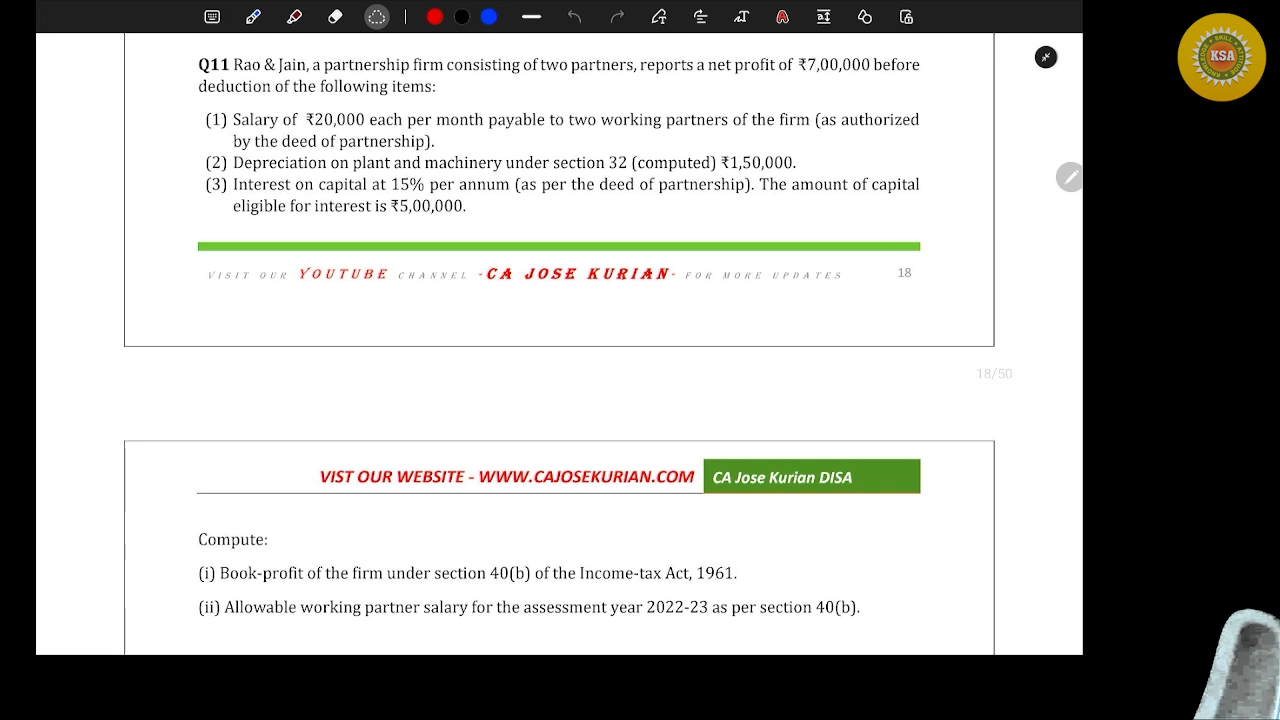 KSA
KNOWLEDGE SKILL ATTITUDE
Q11 Rao & Jain, a partnership firm consisting of two partners, reports a net profit of ₹7,00,000 before
deduction of the following items:
(1) Salary of ₹20,000 each per month payable to two working partners of the firm (as authorized
by the deed of partnership).
(2) Depreciation on plant and machinery under section 32 (computed) ₹1,50,000.
(3) Interest on capital at 15% per annum (as per the deed of partnership). The amount of capital
eligible for interest is ₹5,00,000.
VISIT OUR YOUTUBE CHANNEL -CA JOSE KURIAN- FOR MORE UPDATES 18
18/50
VIST OUR WEBSITE - WWW.CAJOSEKURIAN.COM CA Jose Kurian DISA
Compute:
(i) Book-profit of the firm under section 40(b) of the Income-tax Act, 1961.
(ii) Allowable working partner salary for the assessment year 2022-23 as per section 40(b).